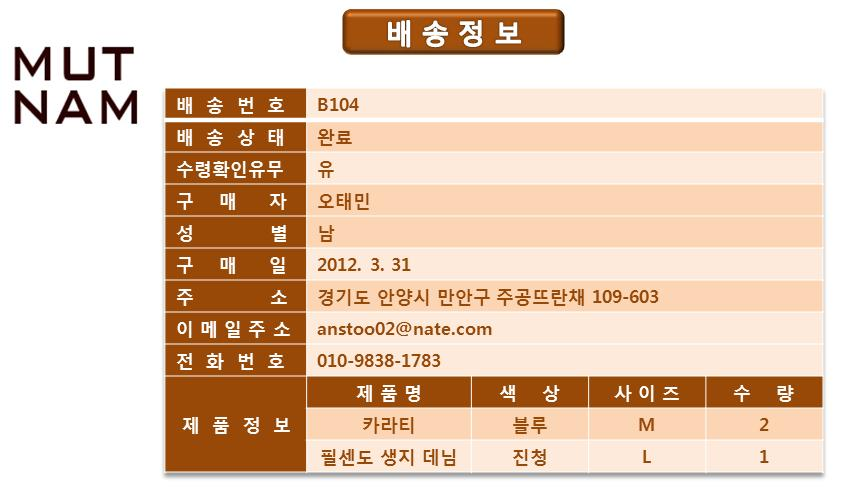 배송정보
MUT
NAM
배 송 번 호 B104
배 송 상 태 완료
수령확인유무 유
구 매 자 오태민
성 별 남
구 매 일 2012. 3. 31
주 소 경기도 안양시 만안구 주공뜨란채 109-603
이메일주소 anstoo02@nate.com
전 화 번 호 010-9838-1783
제 품 정 보
제품명 색 상 사이즈 수 량
카라티 블루 M 2
필센도 생지 데님 진청 L 1